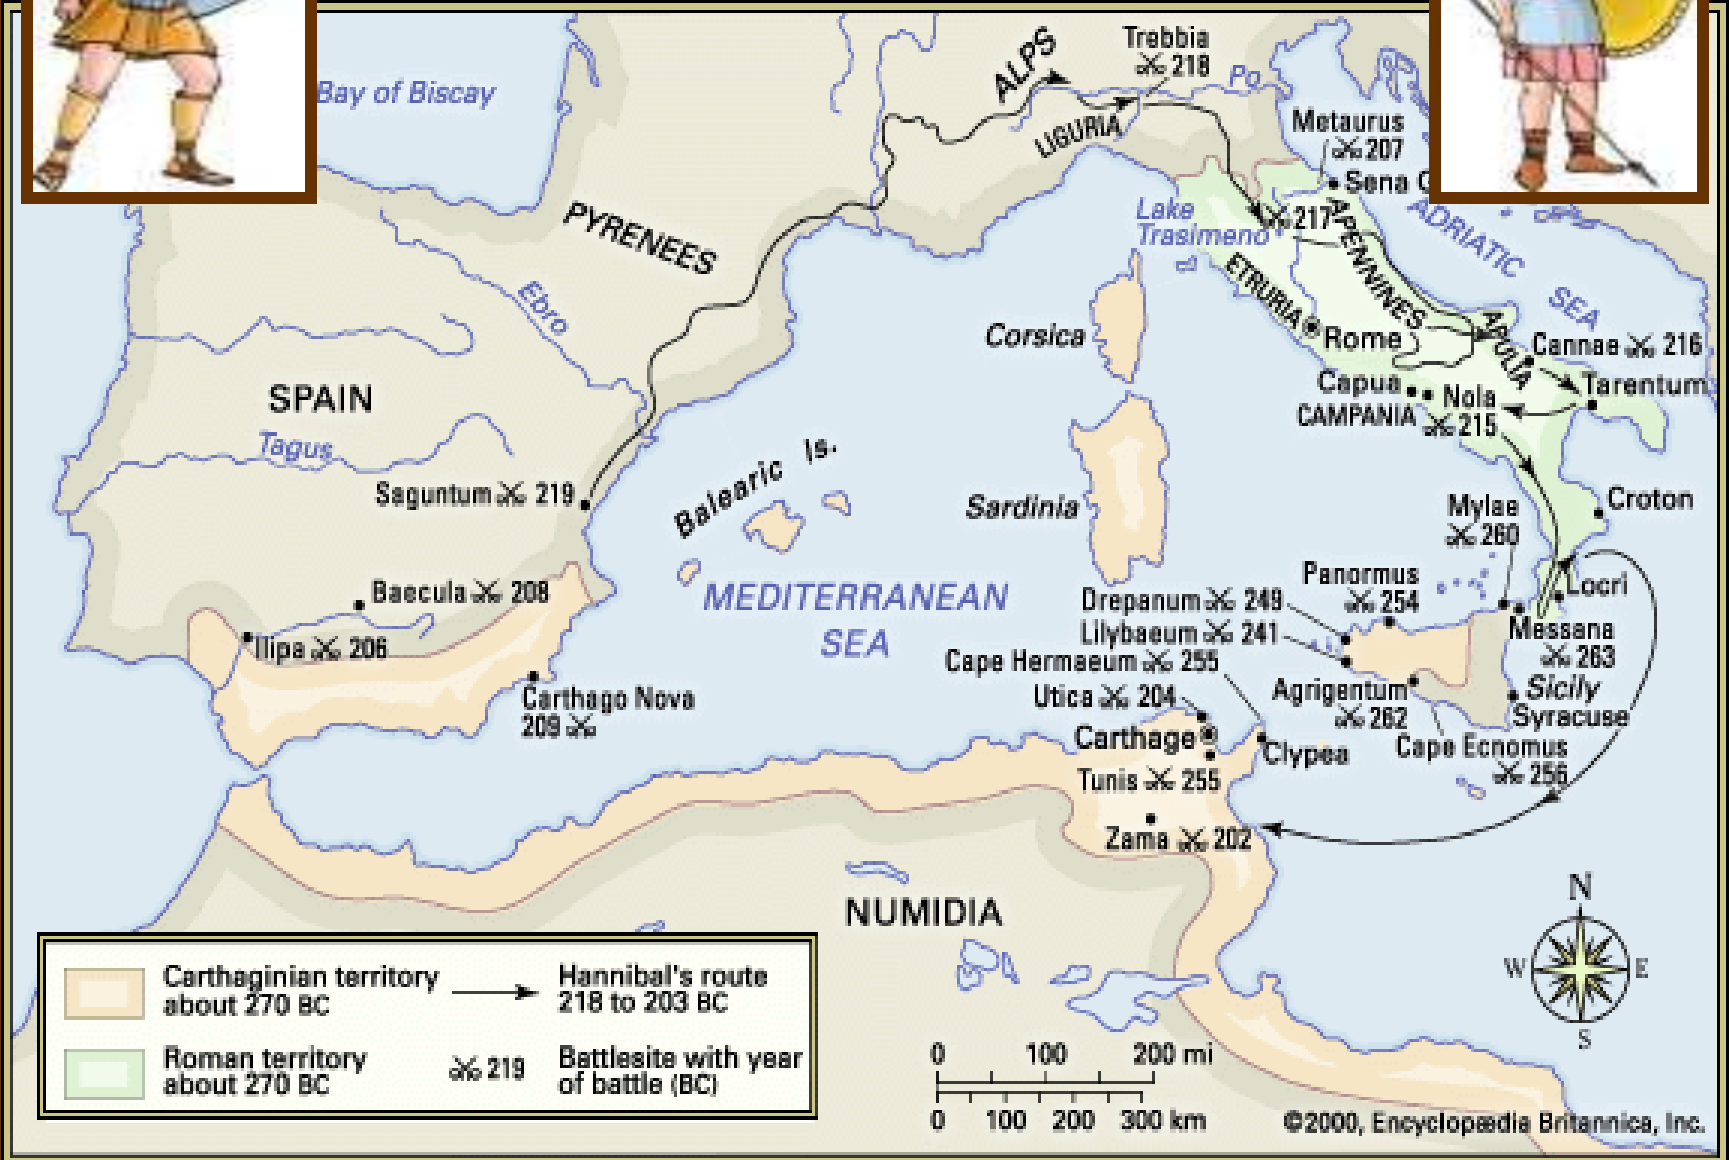 Bay of Biscay
ALPS
Trebbia
218
Po
LIGURIA
Metaurus
207
Sena
PYRENEES
Lake
Trasimeno
217
APENNINES
ADRIATIC
SEA
Ebro
ETRURIA
Rome
APULIA
Cannae 216
Corsica
SPAIN
Capua
Nola
215
Tarentum
CAMPANIA
Tagus
Balearic Is.
Saguntum 219
Sardinia
Mylae
260
Croton
Baecula 208
MEDITERRANEAN
SEA
Panormus
254
Locri
Drepanum 249
Lilybaeum 241
Messana
263
Ilipa 206
Cape Hermaeum 255
Utica 204
Agrigentum
262
Sicily
Syracuse
Carthago Nova
209
Carthage
Clypea
Cape Ecnomus
256
Tunis 255
Zama 202
NUMIDIA
N
W E
S
Carthaginian territory
about 270 BC
Hannibal's route
218 to 203 BC
Roman territory
about 270 BC
219
Battlesite with year
of battle (BC)
0 100 200 mi
0 100 200 300 km
©2000, Encyclopædia Britannica, Inc.